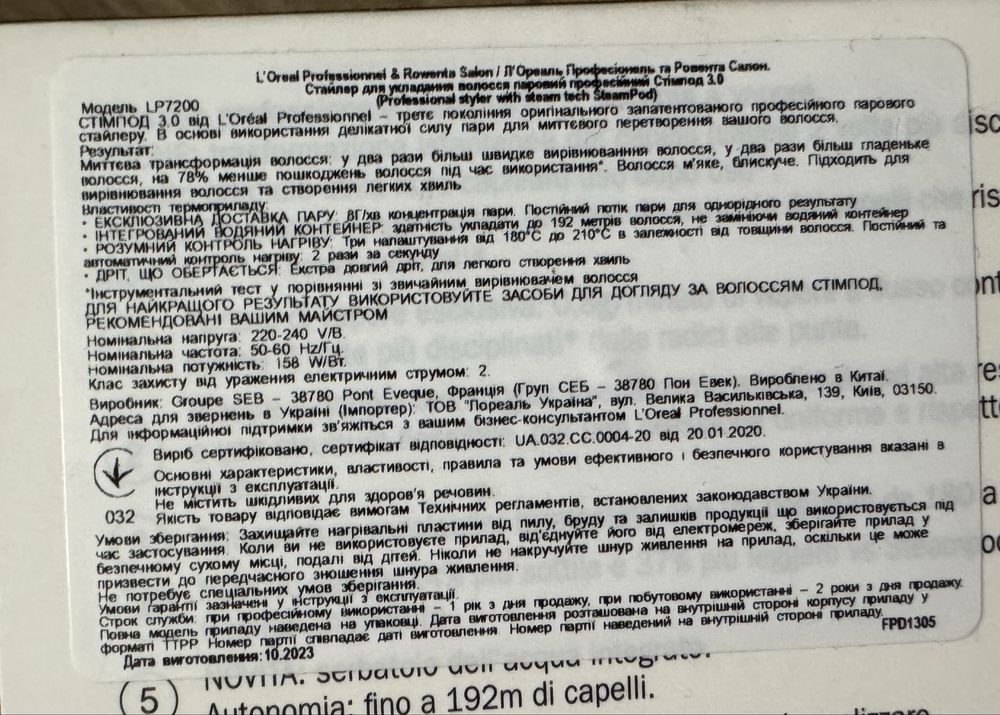 L'Oreal Professionnel & Rowenta Salon / Л'Ореаль Професіональ та Ровента Салон.
Стайлер для укладання волосся паровий професійний Стімпод 3.0
(Professional styler with steam tech SteamPod)
Модель LP7200
СТІМПОД 3.0 від L'Oréal Professionnel – третє покоління оригінального запатентованого професійного парового
стайлеру. В основі використання делікатної силу пари для миттєвого перетворення вашого волосся.
Результат:
Миттєва трансформація волосся: у два рази більш швидке вирівнюванння волосся, у два рази більш гладеньке
волосся, на 78% менше пошкоджень волосся під час використання*. Волосся м'яке, блискуче. Підходить для
вирівнювання волосся та створення легких хвиль
Властивості термоприладу:
• ЕКСКЛЮЗИВНА ДОСТАВКА ПАРУ: 8Г/хв концентрація пари. Постійний потік пари для однорідного результату
• ІНТЕГРОВАНИЙ ВОДЯНИЙ КОНТЕЙНЕР: здатність укладати до 192 метрів волосся, не замінюючи водяний контейнер
• РОЗУМНИЙ КОНТРОЛЬ НАГРІВУ: Три налаштування від 180°C до 210°C в залежності від товщини волосся. Постійний та
автоматичний контроль нагріву: 2 рази за секунду
• ДРІТ, ЩО ОБЕРТАЄТЬСЯ: Екстра довгий дріт, для легкого створення хвиль
*Інструментальний тест у порівнянні зі звичайним вирівнювачем волосся
ДЛЯ НАЙКРАЩОГО РЕЗУЛЬТАТУ ВИКОРИСТОВУЙТЕ ЗАСОБИ ДЛЯ ДОГЛЯДУ ЗА ВОЛОССЯМ СТІМПОД,
РЕКОМЕНДОВАНІ ВАШИМ МАЙСТРОМ
Номінальна напруга: 220-240 V/В.
Номінальна частота: 50-60 Hz/Гц.
Номінальна потужність: 158 W/Вт.
Клас захисту від ураження електричним струмом: 2.
Виробник: Groupe SEB – 38780 Pont Eveque, Франція (Груп СЕБ – 38780 Пон Евек). Вироблено в Китаї.
Адреса для звернень в Україні (Імпортер): ТОВ "Лореаль Україна", вул. Велика Васильківська, 139, Київ, 03150.
Для інформаційної підтримки зв'яжіться з вашим бізнес-консультантом L'Oreal Professionnel.
Виріб сертифіковано, сертифікат відповідності: UA.032.CC.0004-20 від 20.01.2020.
Основні характеристики, властивості, правила та умови ефективного і безпечного користування вказані в
інструкції з експлуатації.
Не містить шкідливих для здоров'я речовин.
032 Якість товару відповідає вимогам Технічних регламентів, встановлених законодавством України.
Умови зберігання: Захищайте нагрівальні пластини від пилу, бруду та залишків продукції що використовується під
час застосування. Коли ви не використовуєте прилад, від'єднуйте його від електромереж, зберігайте прилад у
безпечному сухому місці, подалі від дітей. Ніколи не накручуйте шнур живлення на прилад, оскільки це може
призвести до передчасного зношення шнура живлення.
Не потребує спеціальних умов зберігання.
Умови гарантії зазначені у інструкції з експлуатації.
Строк служби: при професійному використанні – 1 рік з дня продажу, при побутовому використанні – 2 роки з дня продажу.
Повна модель приладу наведена на упаковці. Дата виготовлення розташована на внутрішній стороні корпусу приладу у
форматі ТТРР Номер партії співпадає даті виготовлення. Номер партії наведений на внутрішній стороні приладу.
FPD1305
Дата виготовлення:10.2023
5 NOVITÀ: serbatoio dell'acqua integrato.
Autonomia: fino a 192m di capelli.